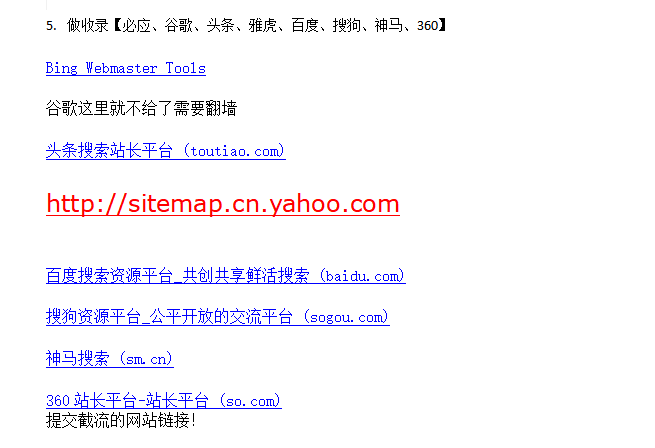 5. 做收录【必应、谷歌、头条、雅虎、百度、搜狗、神马、360】
Bing Webmaster Tools
谷歌这里就不给了需要翻墙
头条搜索站长平台 (toutiao.com)
http://sitemap.cn.yahoo.com
百度搜索资源平台_共创共享鲜活搜索 (baidu.com)
搜狗资源平台_公平开放的交流平台 (sogou.com)
神马搜索 (sm.cn)
360 站长平台-站长平台 (so.com)
提交截流的网站链接！